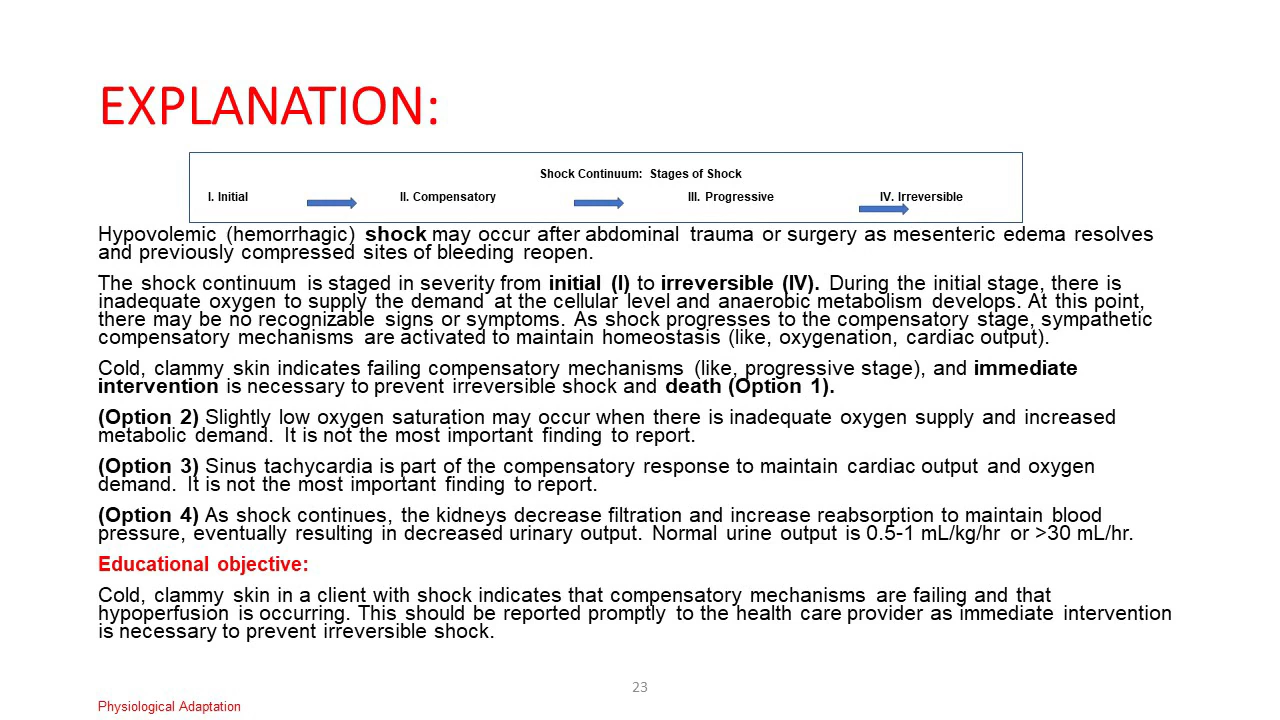 EXPLANATION:
Shock Continuum: Stages of Shock
I. Initial II. Compensatory III. Progressive IV. Irreversible
Hypovolemic (hemorrhagic) shock may occur after abdominal trauma or surgery as mesenteric edema resolves
and previously compressed sites of bleeding reopen.
The shock continuum is staged in severity from initial (I) to irreversible (IV). During the initial stage, there is
inadequate oxygen to supply the demand at the cellular level and anaerobic metabolism develops. At this point,
there may be no recognizable signs or symptoms. As shock progresses to the compensatory stage, sympathetic
compensatory mechanisms are activated to maintain homeostasis (like, oxygenation, cardiac output).
Cold, clammy skin indicates failing compensatory mechanisms (like, progressive stage), and immediate
intervention is necessary to prevent irreversible shock and death (Option 1).
(Option 2) Slightly low oxygen saturation may occur when there is inadequate oxygen supply and increased
metabolic demand. It is not the most important finding to report.
(Option 3) Sinus tachycardia is part of the compensatory response to maintain cardiac output and oxygen
demand. It is not the most important finding to report.
(Option 4) As shock continues, the kidneys decrease filtration and increase reabsorption to maintain blood
pressure, eventually resulting in decreased urinary output. Normal urine output is 0.5-1 mL/kg/hr or >30 mL/hr.
Educational objective:
Cold, clammy skin in a client with shock indicates that compensatory mechanisms are failing and that
hypoperfusion is occurring. This should be reported promptly to the health care provider as immediate intervention
is necessary to prevent irreversible shock.
23
Physiological Adaptation